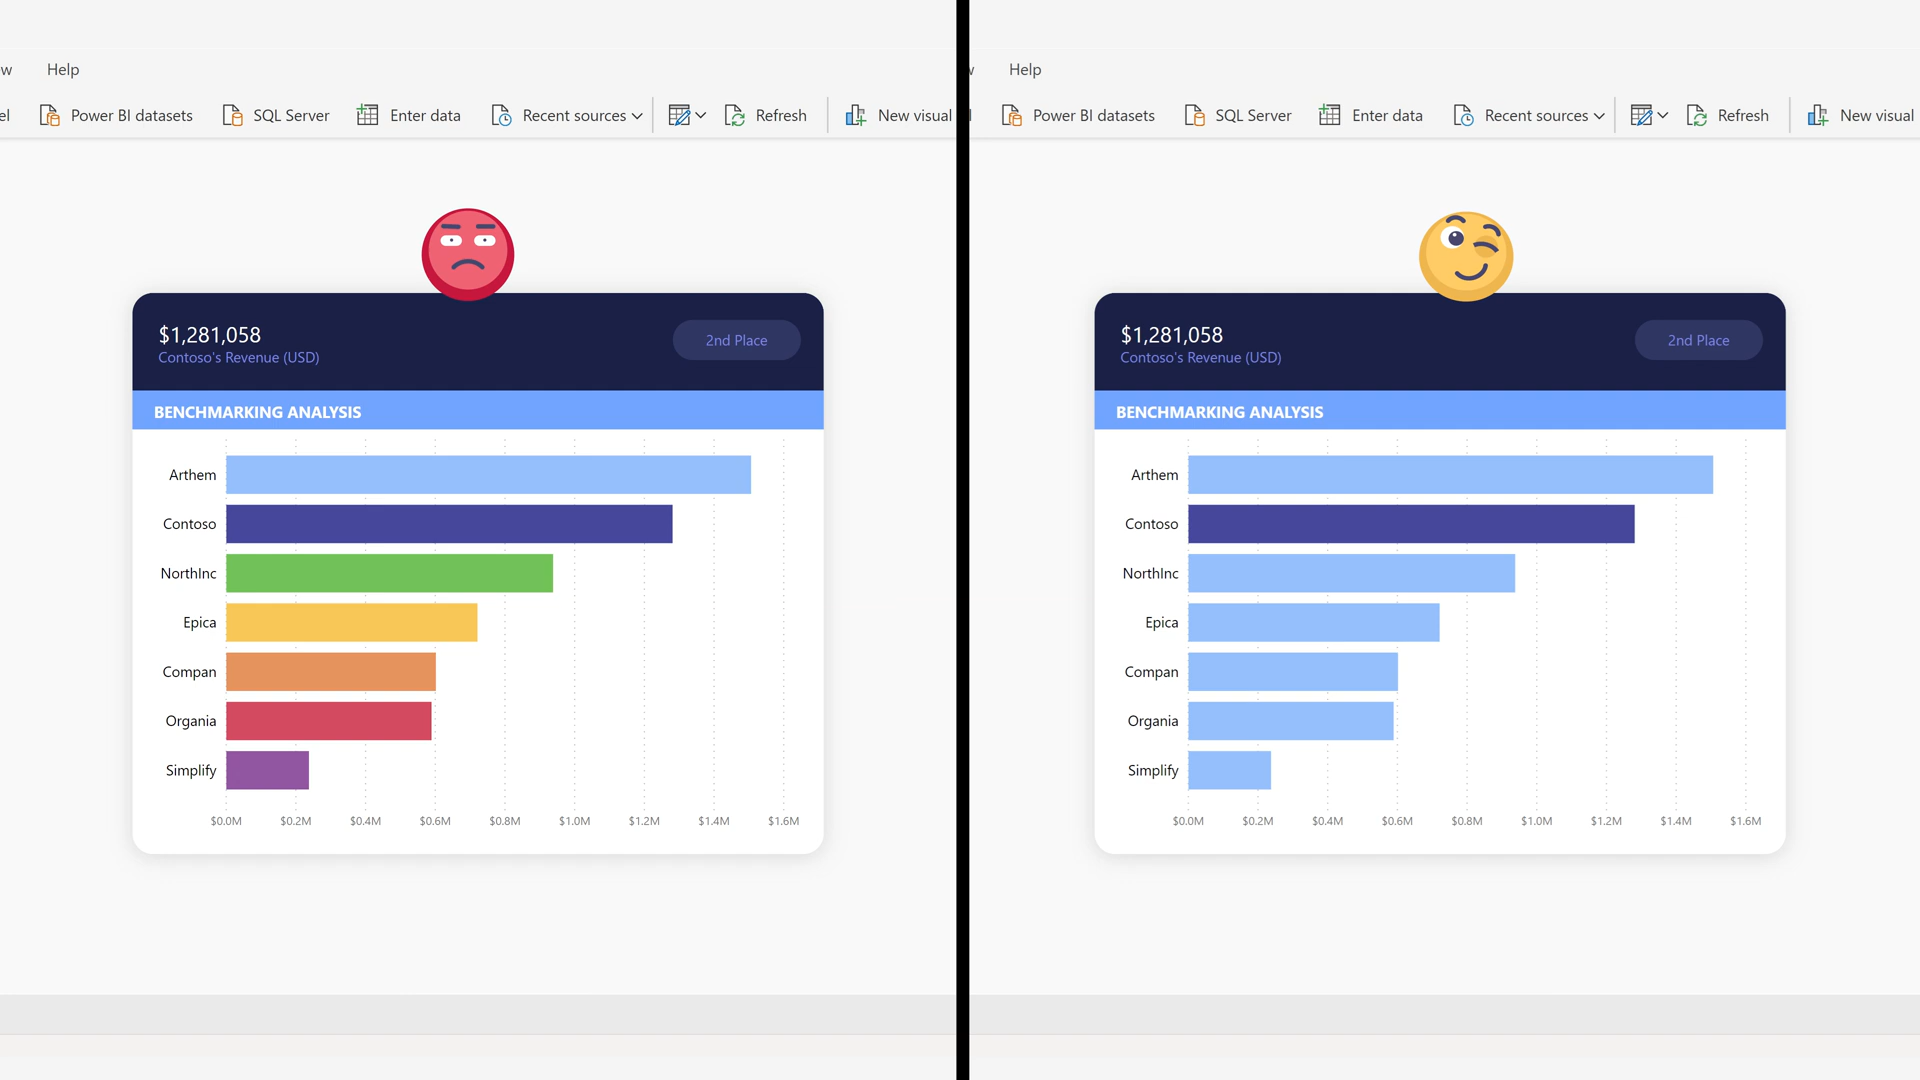 w Help
el Power BI datasets SQL Server Enter data Recent sources Refresh New visual
$1,281,058
Contoso's Revenue (USD)
2nd Place
BENCHMARKING ANALYSIS
Arthem
Contoso
NorthInc
Epica
Compan
Organia
Simplify
$0.0M $0.2M $0.4M $0.6M $0.8M $1.0M $1.2M $1.4M $1.6M
w Help
l Power BI datasets SQL Server Enter data Recent sources Refresh New visual
$1,281,058
Contoso's Revenue (USD)
2nd Place
BENCHMARKING ANALYSIS
Arthem
Contoso
NorthInc
Epica
Compan
Organia
Simplify
$0.0M $0.2M $0.4M $0.6M $0.8M $1.0M $1.2M $1.4M $1.6M